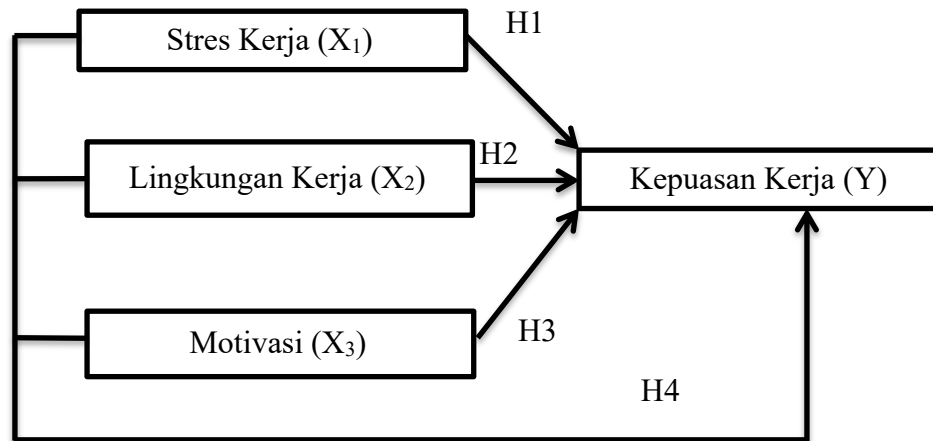 H1
Stres Kerja (X₁)
H2
Lingkungan Kerja (X₂)
Kepuasan Kerja (Y)
Motivasi (X₃)
H3
H4